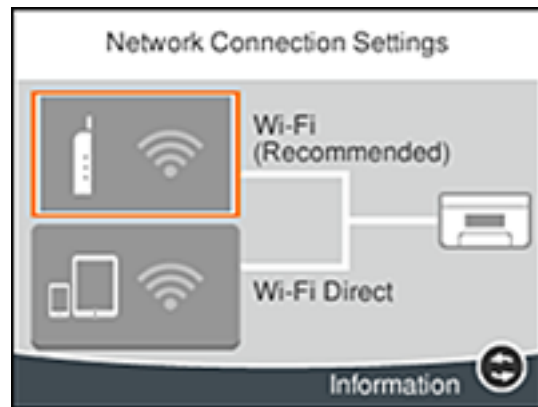 Network Connection Settings
Wi-Fi
(Recommended)
Wi-Fi Direct
Information